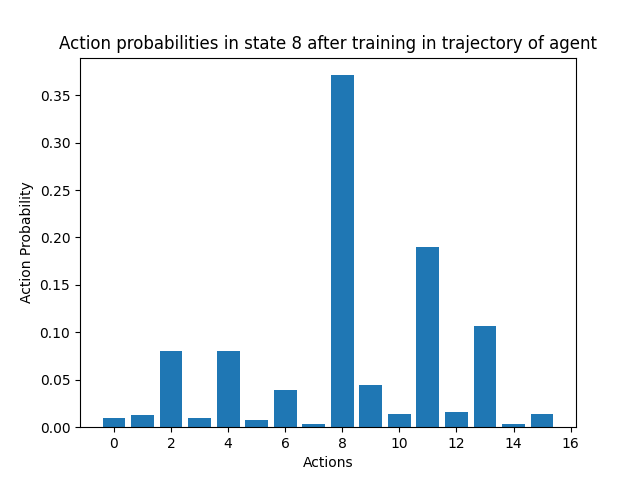 Action probabilities in state 8 after training in trajectory of agent
0.35
0.30
0.25
0.20
0.15
0.10
0.05
0.00
Action Probability
0 2 4 6 8 10 12 14 16
Actions